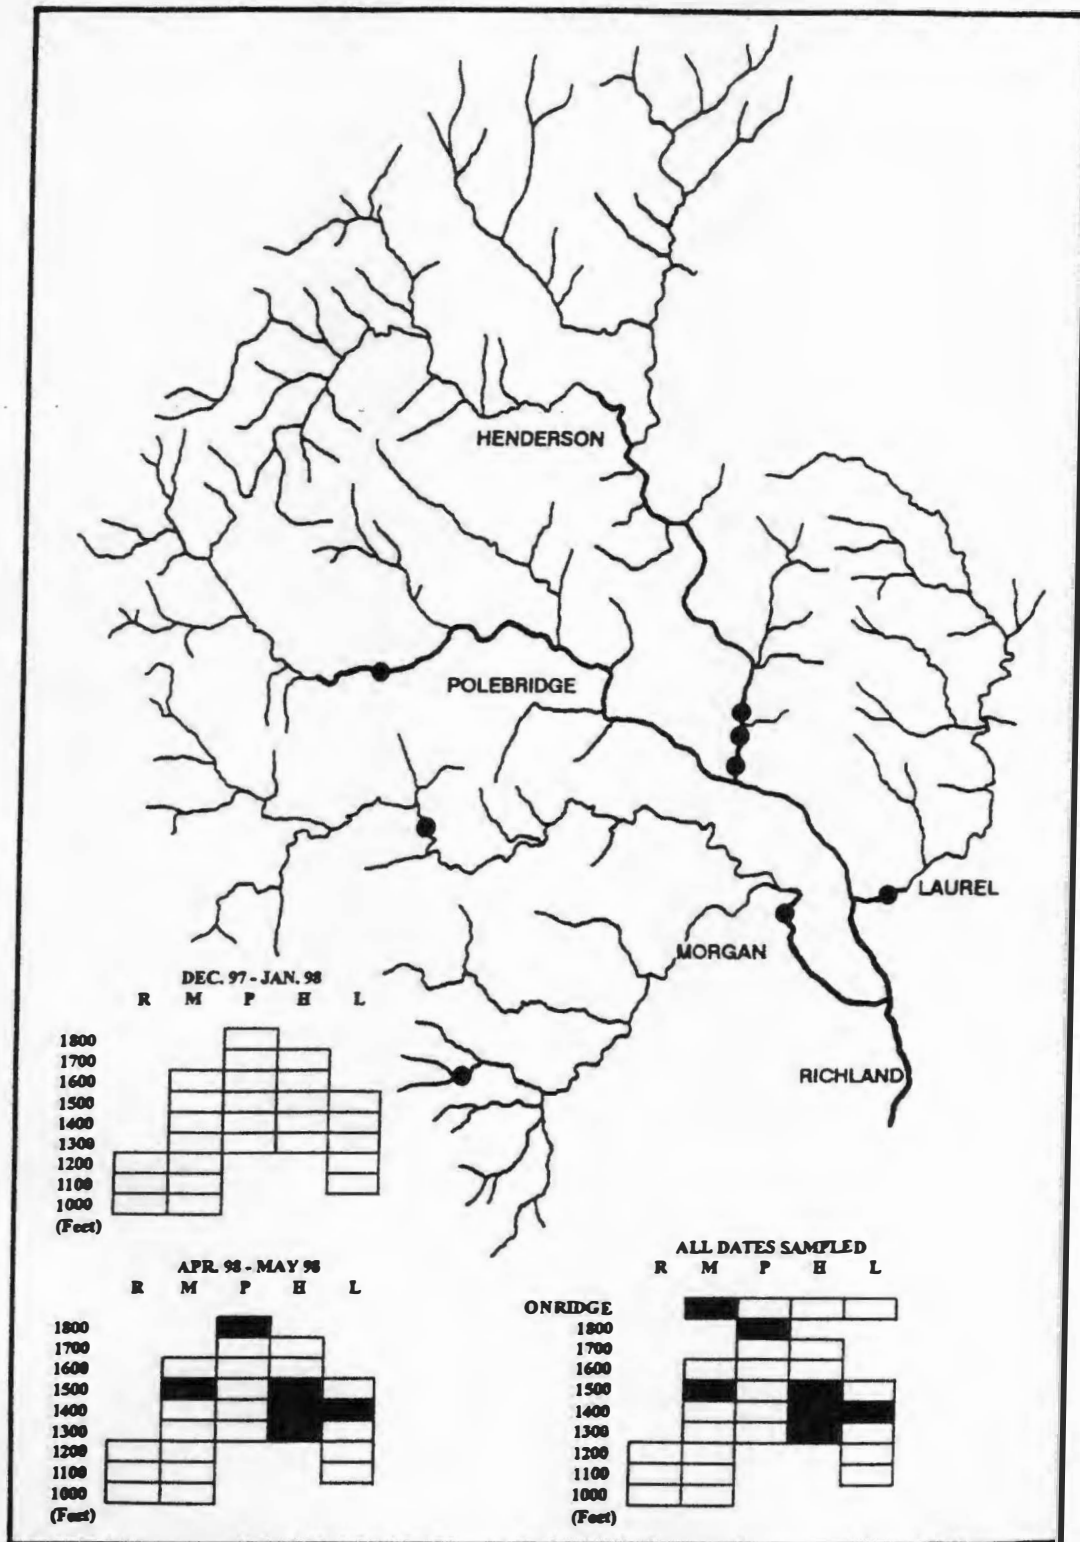 HENDERSON
POLEBRIDGE
LAUREL
MORGAN
RICHLAND
DEC. 97 - JAN. 98
R M P H L
1800
1700
1600
1500
1400
1300
1200
1100
1000
(Feet)
APR. 98 - MAY 98
R M P H L
1800
1700
1600
1500
1400
1300
1200
1100
1000
(Feet)
ALL DATES SAMPLED
R M P H L
ONRIDGE
1800
1700
1600
1500
1400
1300
1200
1100
1000
(Feet)